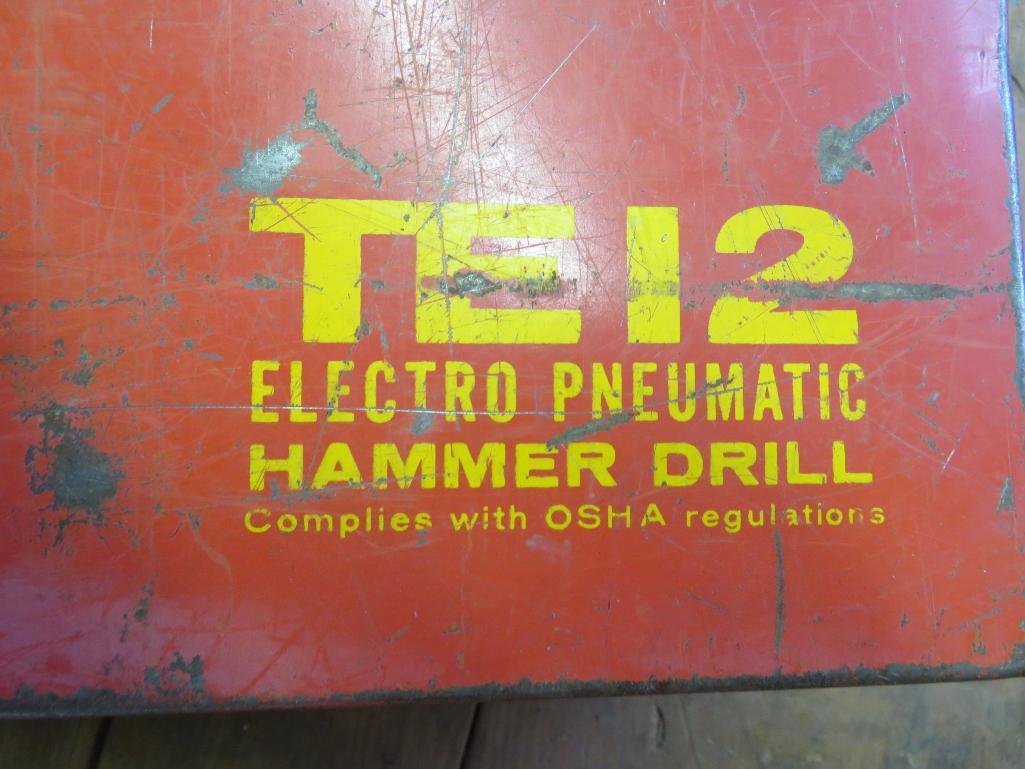 TE12
ELECTRO PNEUMATIC
HAMMER DRILL
Complies with OSHA regulations